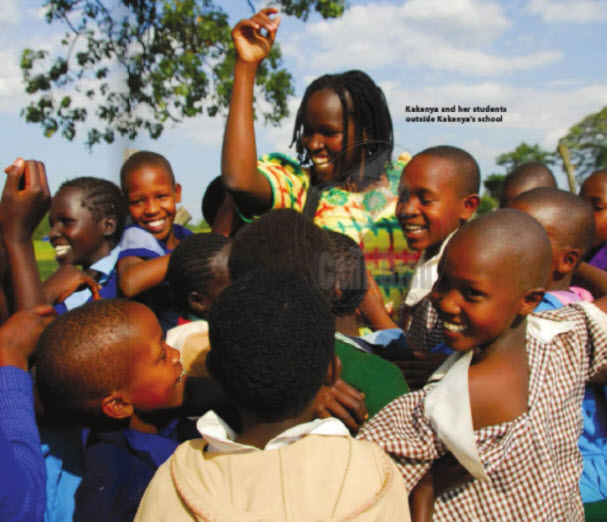 Kakenya and her students
outside Kakenya's school